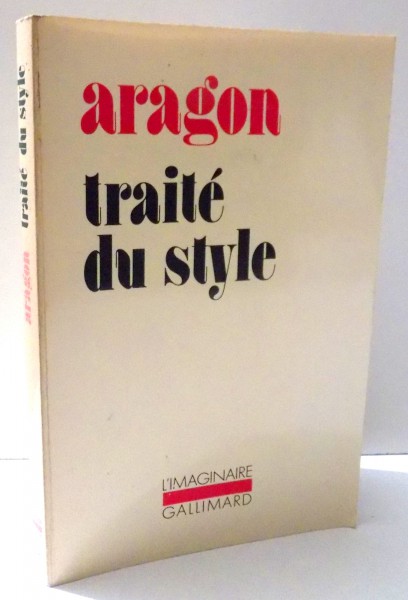 aragon
traité
du style
L'IMAGINAIRE
GALLIMARD
aragon traité du style